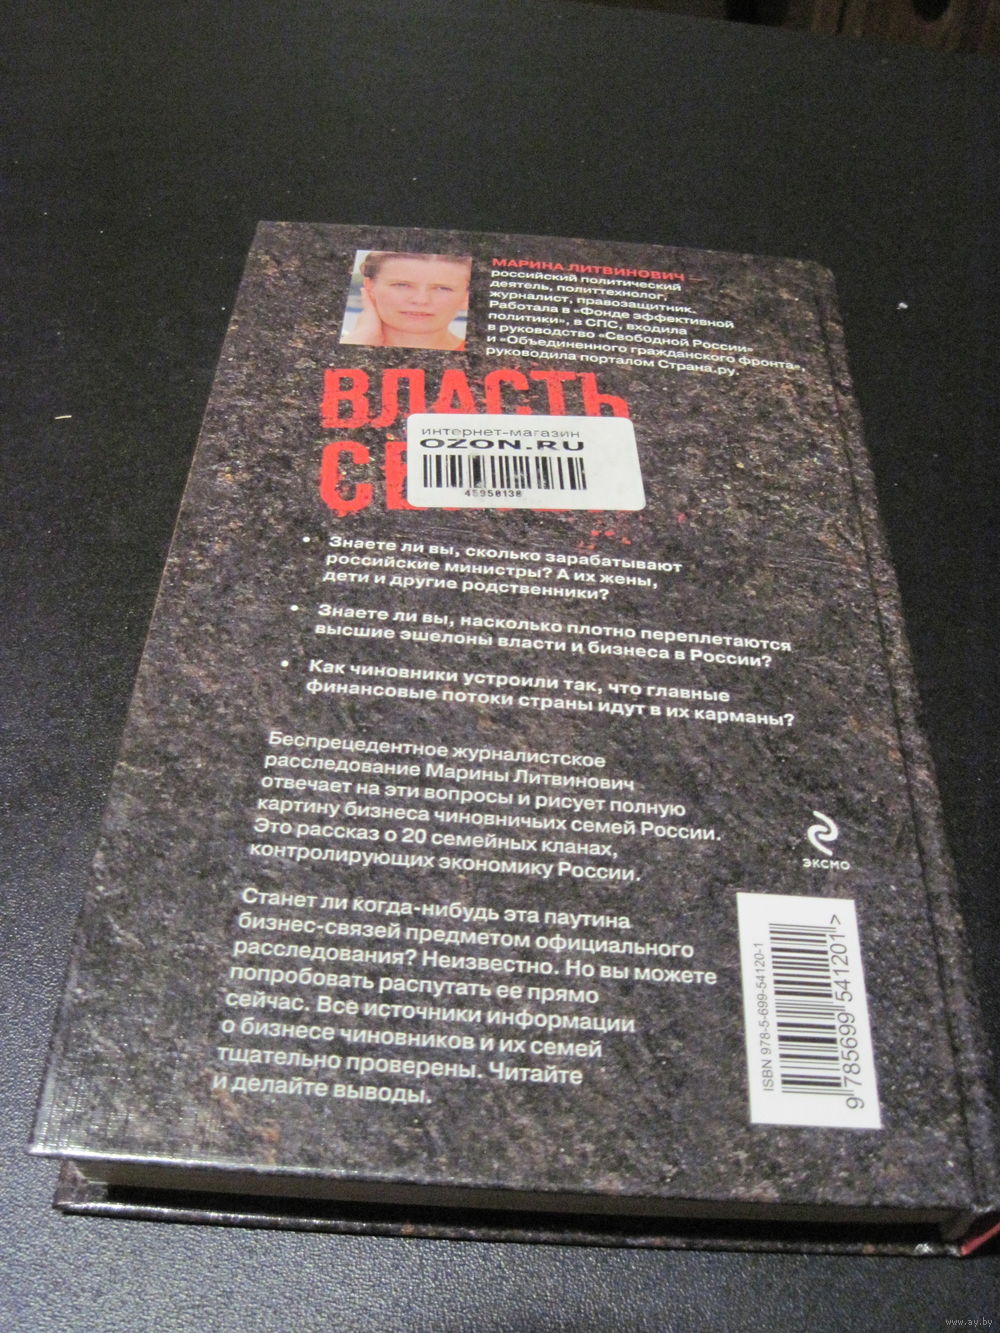 МАРИНА ЛИТВИНОВИЧ —
российский политический
деятель, политтехнолог,
журналист, правозащитник.
Работала в «Фонде эффективной
политики», в СПС, входила
в руководство «Свободной России»
и «Объединенного гражданского фронта»,
руководила порталом Страна.ру.
ВЛАСТЬ
интернет-магазин
OZON.RU
45950138
• Знаете ли вы, сколько зарабатывают
российские министры? А их жены,
дети и другие родственники?
• Знаете ли вы, насколько плотно переплетаются
высшие эшелоны власти и бизнеса в России?
• Как чиновники устроили так, что главные
финансовые потоки страны идут в их карманы?
Беспрецедентное журналистское
расследование Марины Литвинович
отвечает на эти вопросы и рисует полную
картину бизнеса чиновничьих семей России.
Это рассказ о 20 семейных кланах,
контролирующих экономику России.
Станет ли когда-нибудь эта паутина
бизнес-связей предметом официального
расследования? Неизвестно. Но вы можете
попробовать распутать ее прямо
сейчас. Все источники информации
о бизнесе чиновников и их семей
тщательно проверены. Читайте
и делайте выводы.
ЭКСМО
ISBN 978-5-699-54120-1
9 785699 541201 >
www.ay.by